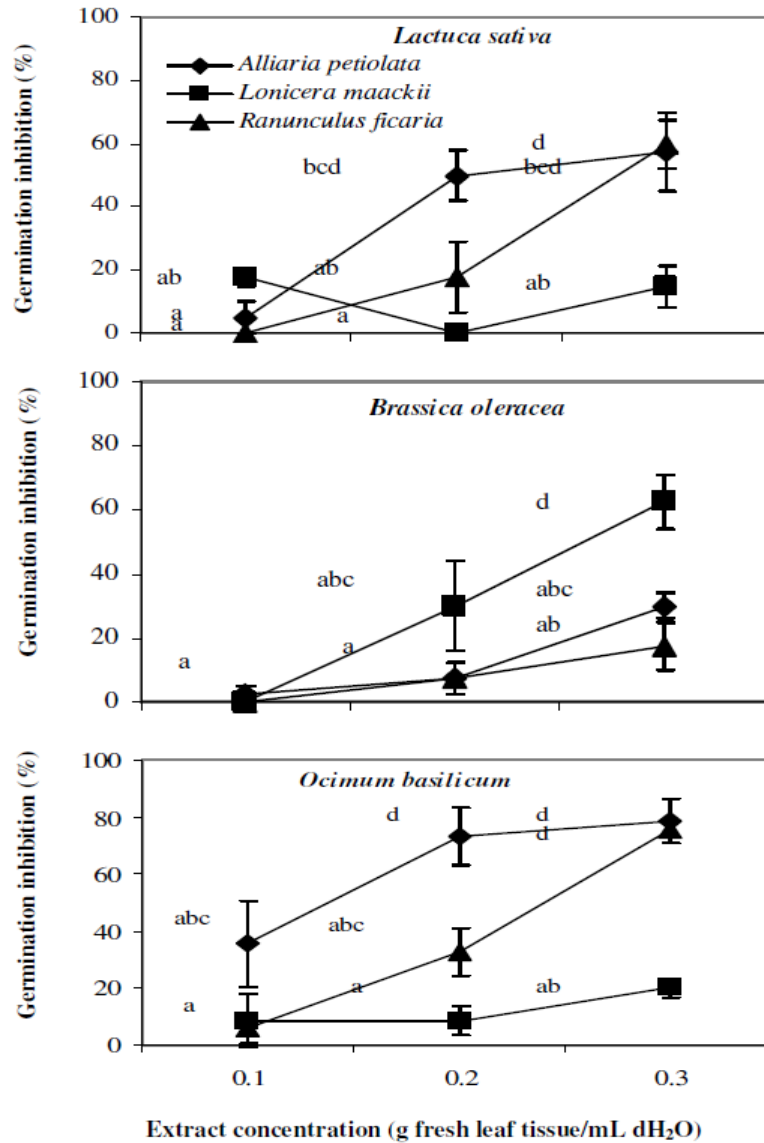 100
Lactuca sativa
Alliaria petiolata
80
Lonicera maackii
Ranunculus ficaria
60
d
bcd
bcd
40
20
ab
ab
ab
a
a
a
0
Germination inhibition (%)
100
Brassica oleracea
80
60
d
40
abc
abc
20
ab
a
a
0
Germination inhibition (%)
100
Ocimum basilicum
80
d
d
d
60
abc
abc
40
20
a
a
ab
0
Germination inhibition (%)
0.1 0.2 0.3
Extract concentration (g fresh leaf tissue/mL dH₂O)